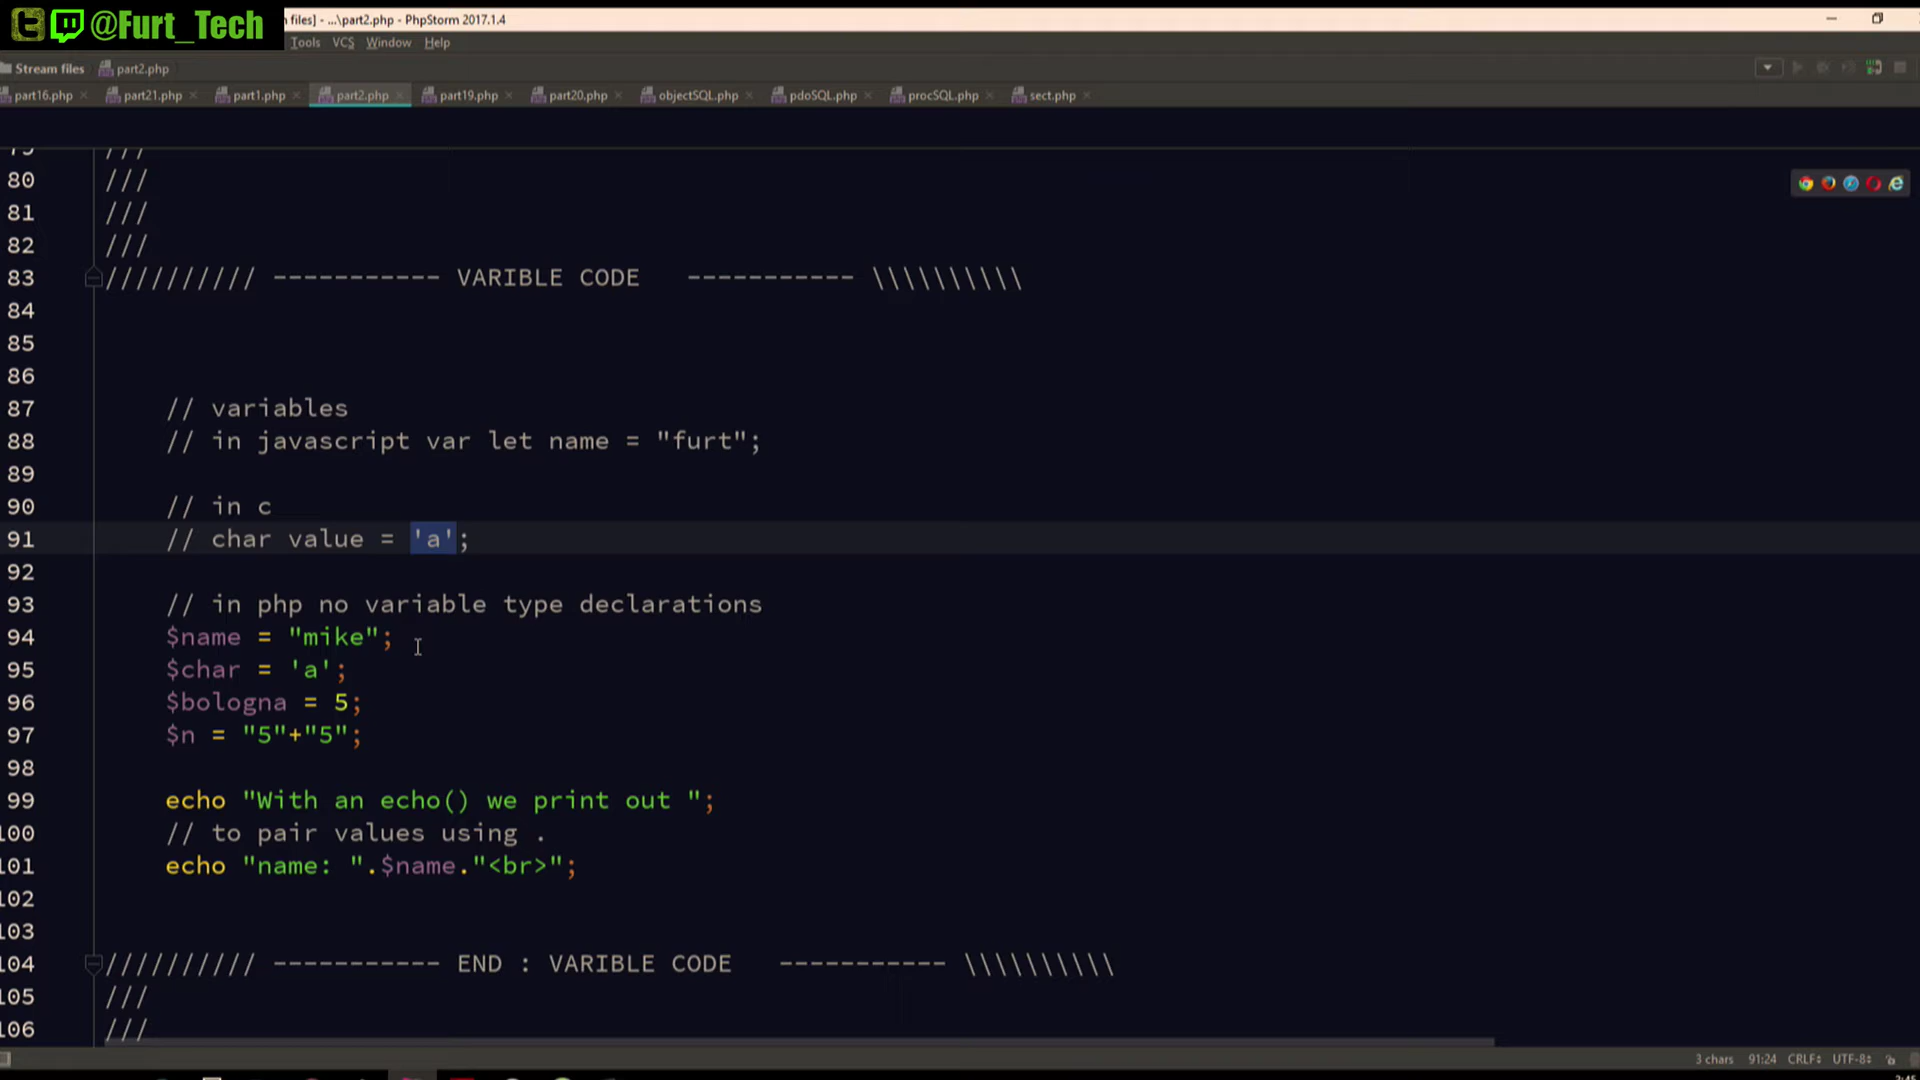 @Furt_Tech
files] - ...\part2.php - PhpStorm 2017.1.4
Tools VCS Window Help
Stream files part2.php
part16.php part21.php part1.php part2.php part19.php part20.php objectSQL.php pdoSQL.php procSQL.php sect.php
79 ///
80 ///
81 ///
82 ///
83 ////////// ----------- VARIBLE CODE ----------- \\\\\\\\\\
84
85
86
87 // variables
88 // in javascript var let name = "furt";
89
90 // in c
91 // char value = 'a';
92
93 // in php no variable type declarations
94 $name = "mike";
95 $char = 'a';
96 $bologna = 5;
97 $n = "5"+"5";
98
99 echo "With an echo() we print out ";
100 // to pair values using .
101 echo "name: ".$name."<br>";
102
103
104 ////////// ----------- END : VARIBLE CODE ----------- \\\\\\\\\\
105 ///
106 ///
3 chars 91:24 CRLF UTF-8